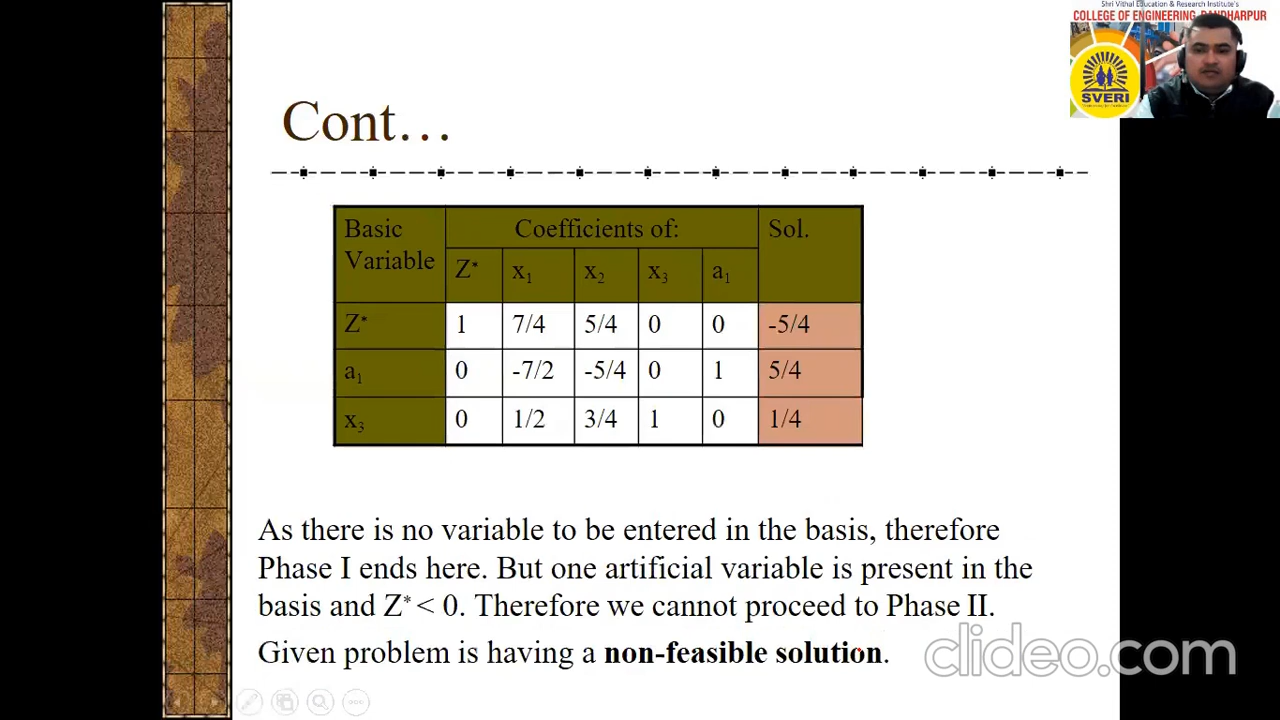 Shri Vithal Education & Research Institute's
COLLEGE OF ENGINEERING, PANDHARPUR
SVERI
Cont…
Basic Variable Coefficients of: Sol.
Z* x₁ x₂ x₃ a₁
Z* 1 7/4 5/4 0 0 -5/4
a₁ 0 -7/2 -5/4 0 1 5/4
x₃ 0 1/2 3/4 1 0 1/4
As there is no variable to be entered in the basis, therefore
Phase I ends here. But one artificial variable is present in the
basis and Z* < 0. Therefore we cannot proceed to Phase II.
Given problem is having a non-feasible solution.
clideo.com